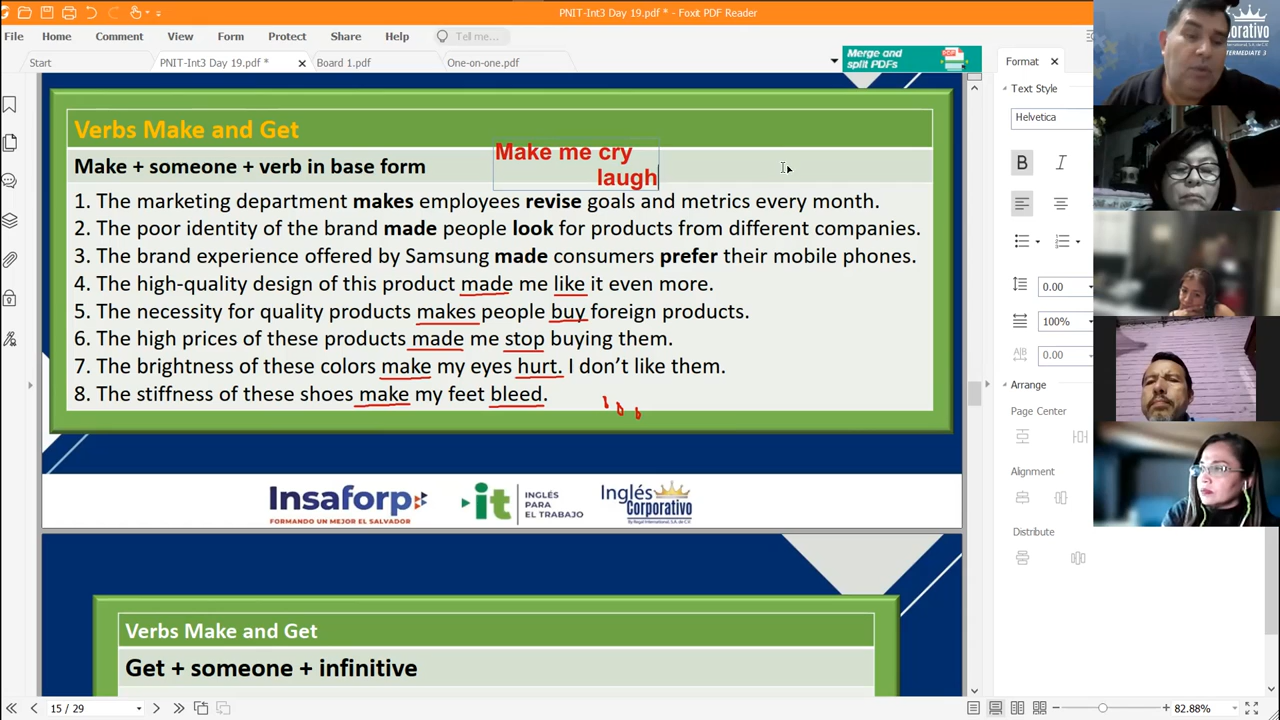 PNIT-Int3 Day 19.pdf * - Foxit PDF Reader
File Home Comment View Form Protect Share Help Tell me...
Start PNIT-Int3 Day 19.pdf * Board 1.pdf One-on-one.pdf
Merge and
split PDFs
Format
Text Style
Helvetica
B I
0.00
100%
0.00
Arrange
Page Center
Alignment
Distribute
Verbs Make and Get
Make me cry
Make + someone + verb in base form
laugh
1. The marketing department makes employees revise goals and metrics every month.
2. The poor identity of the brand made people look for products from different companies.
3. The brand experience offered by Samsung made consumers prefer their mobile phones.
4. The high-quality design of this product made me like it even more.
5. The necessity for quality products makes people buy foreign products.
6. The high prices of these products made me stop buying them.
7. The brightness of these colors make my eyes hurt. I don't like them.
8. The stiffness of these shoes make my feet bleed.
Insaforp
FORMANDO UN MEJOR EL SALVADOR
it
INGLÉS
PARA
EL TRABAJO
Inglés
Corporativo
By Regal International, S.A. de C.V.
Verbs Make and Get
Get + someone + infinitive
15 / 29
82.88%